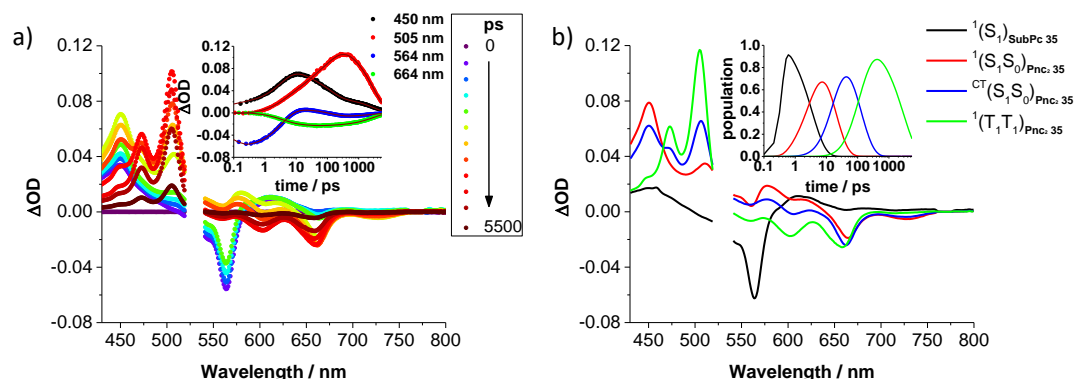 a)
450 nm
505 nm
564 nm
664 nm
ps
0
5500
0.12
0.08
0.04
0.00
-0.04
-0.08
ΔOD
0.12
0.08
0.04
0.00
-0.04
-0.08
ΔOD
0.1 1 10 100 1000
time / ps
450 500 550 600 650 700 750 800
Wavelength / nm
b)
¹(S₁)SubPc 35
¹(S₁S₀)Pnc₂ 35
CT(S₁S₀)Pnc₂ 35
¹(T₁T₁)Pnc₂ 35
0.12
0.08
0.04
0.00
-0.04
-0.08
ΔOD
1.0
0.8
0.6
0.4
0.2
0.0
population
0.1 1 10 100 1000
time / ps
450 500 550 600 650 700 750 800
Wavelength / nm